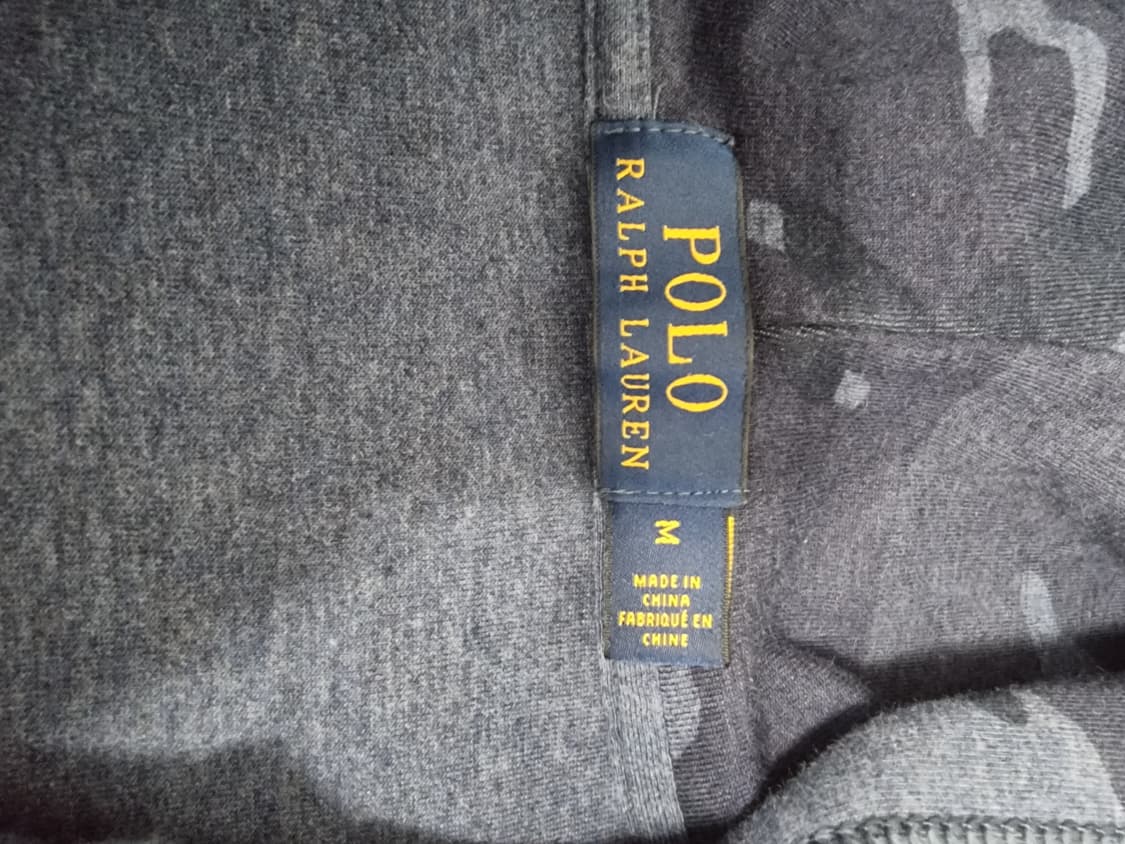 POLO
RALPH LAUREN
M
MADE IN
CHINA
FABRIQUÉ EN
CHINE